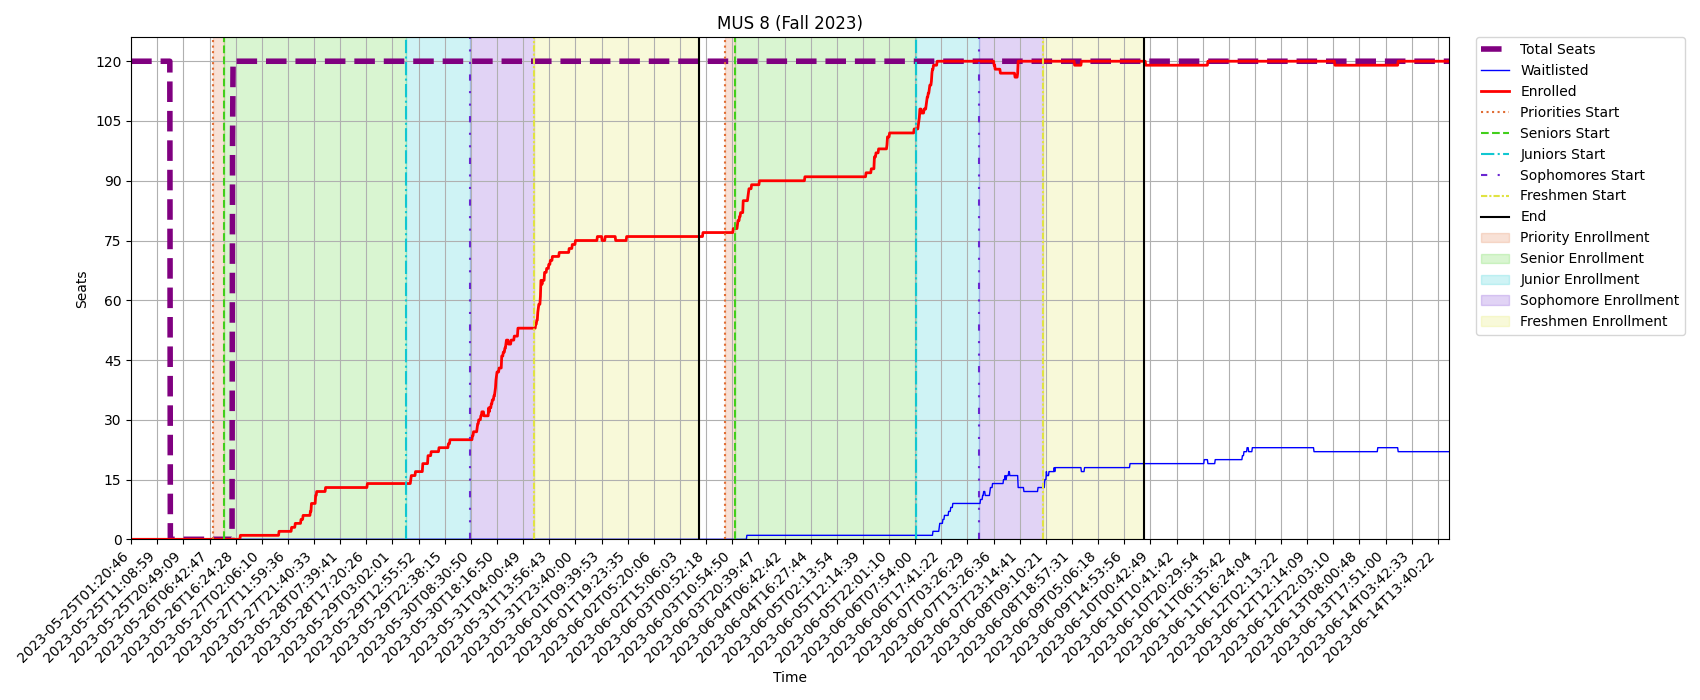 MUS 8 (Fall 2023)
Seats
120
105
90
75
60
45
30
15
0
2023-05-25T01:20:46
2023-05-25T11:08:59
2023-05-25T20:49:09
2023-05-26T06:42:47
2023-05-26T16:24:28
2023-05-27T02:06:10
2023-05-27T11:59:36
2023-05-27T21:40:33
2023-05-28T07:39:41
2023-05-28T17:20:26
2023-05-29T03:02:01
2023-05-29T12:55:52
2023-05-29T22:38:15
2023-05-30T08:30:50
2023-05-30T18:16:50
2023-05-31T04:00:49
2023-05-31T13:56:43
2023-05-31T23:40:00
2023-06-01T09:39:53
2023-06-01T19:23:35
2023-06-02T05:20:06
2023-06-02T15:06:03
2023-06-03T00:52:18
2023-06-03T10:54:50
2023-06-03T20:39:47
2023-06-04T06:42:42
2023-06-04T16:27:44
2023-06-05T02:13:54
2023-06-05T12:14:39
2023-06-05T22:01:10
2023-06-06T07:54:00
2023-06-06T17:41:22
2023-06-07T03:26:29
2023-06-07T13:26:36
2023-06-07T23:14:41
2023-06-08T09:10:21
2023-06-08T18:57:31
2023-06-09T05:06:18
2023-06-09T14:53:56
2023-06-10T00:42:49
2023-06-10T10:41:42
2023-06-10T20:29:54
2023-06-11T06:35:42
2023-06-11T16:24:04
2023-06-12T02:13:22
2023-06-12T12:14:09
2023-06-12T22:03:10
2023-06-13T08:00:48
2023-06-13T17:51:00
2023-06-14T03:42:33
2023-06-14T13:40:22
Time
Total Seats
Waitlisted
Enrolled
Priorities Start
Seniors Start
Juniors Start
Sophomores Start
Freshmen Start
End
Priority Enrollment
Senior Enrollment
Junior Enrollment
Sophomore Enrollment
Freshmen Enrollment